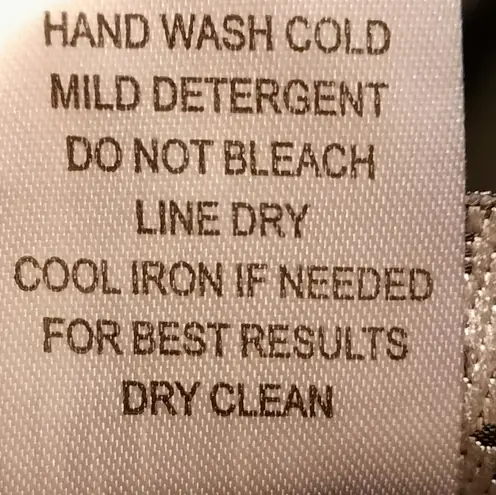 HAND WASH COLD
MILD DETERGENT
DO NOT BLEACH
LINE DRY
COOL IRON IF NEEDED
FOR BEST RESULTS
DRY CLEAN